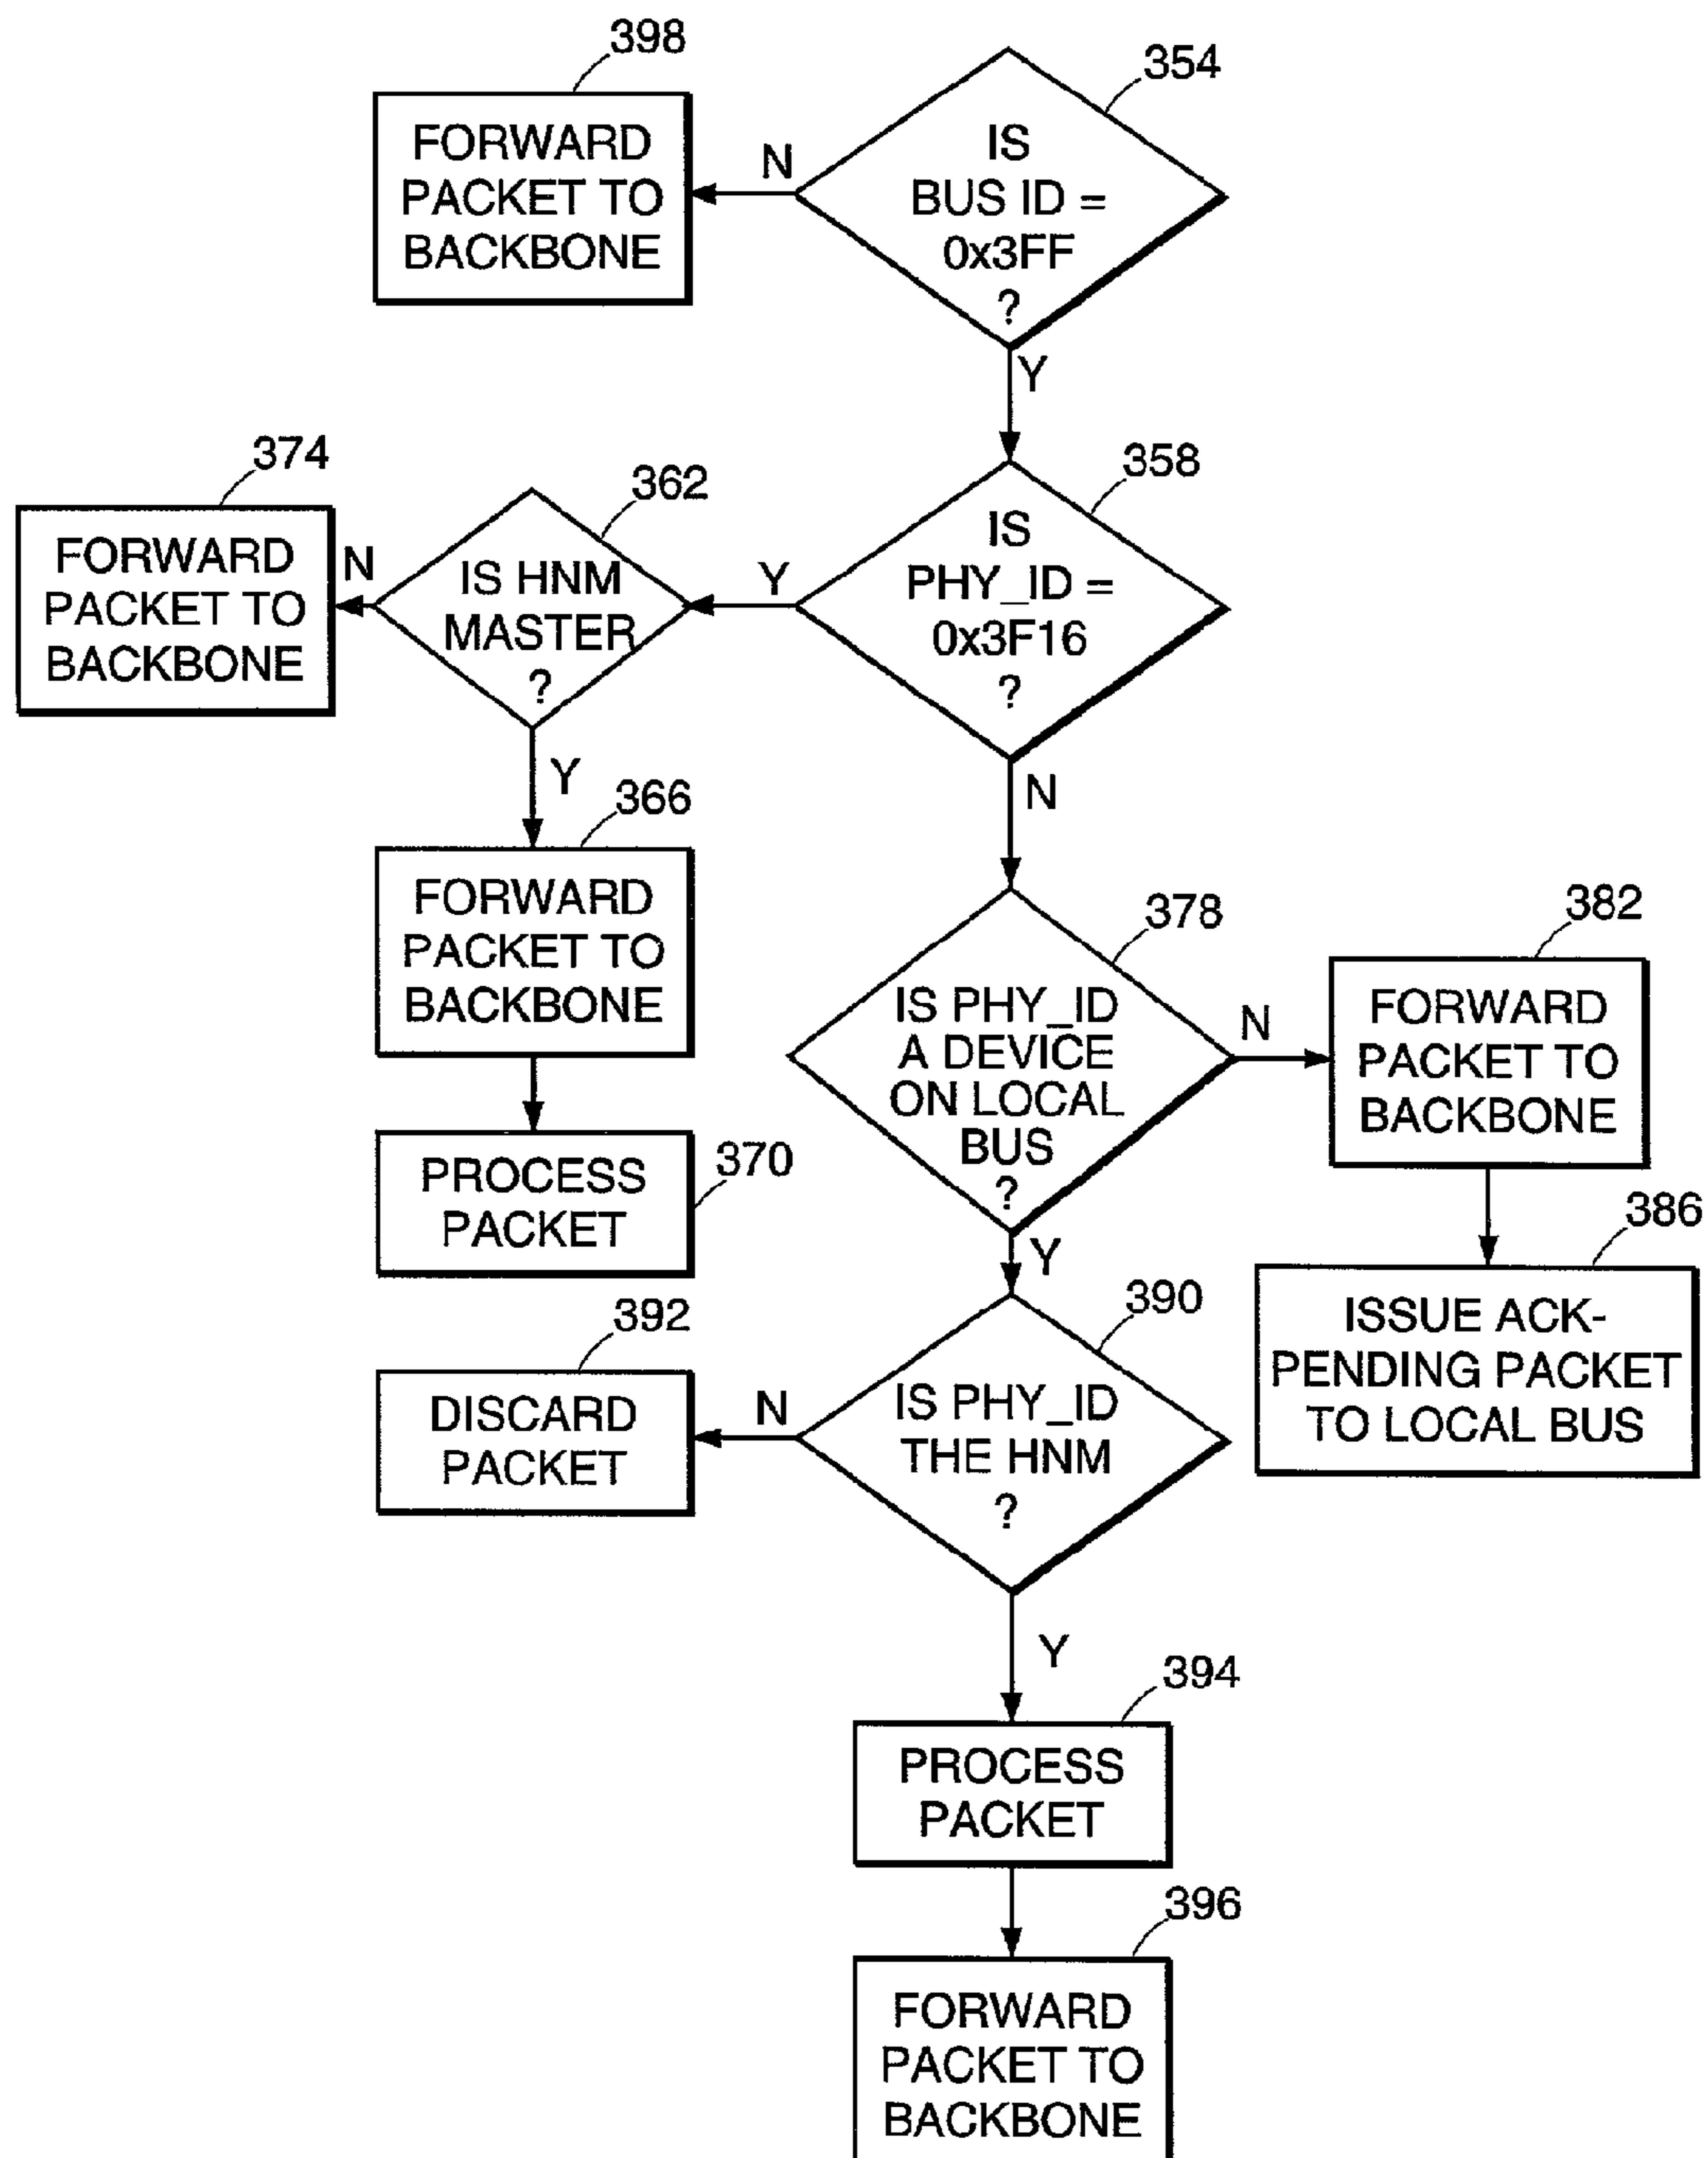 398
FORWARD
PACKET TO
BACKBONE
N
354
IS
BUS ID =
0x3FF
?
Y
374
FORWARD
PACKET TO
BACKBONE
N
362
IS HNM
MASTER
?
Y
358
IS
PHY_ID =
0x3F16
?
Y
N
366
FORWARD
PACKET TO
BACKBONE
370
PROCESS
PACKET
378
IS PHY_ID
A DEVICE
ON LOCAL
BUS
?
N
382
FORWARD
PACKET TO
BACKBONE
386
ISSUE ACK-
PENDING PACKET
TO LOCAL BUS
Y
392
DISCARD
PACKET
N
390
IS PHY_ID
THE HNM
?
Y
394
PROCESS
PACKET
396
FORWARD
PACKET TO
BACKBONE